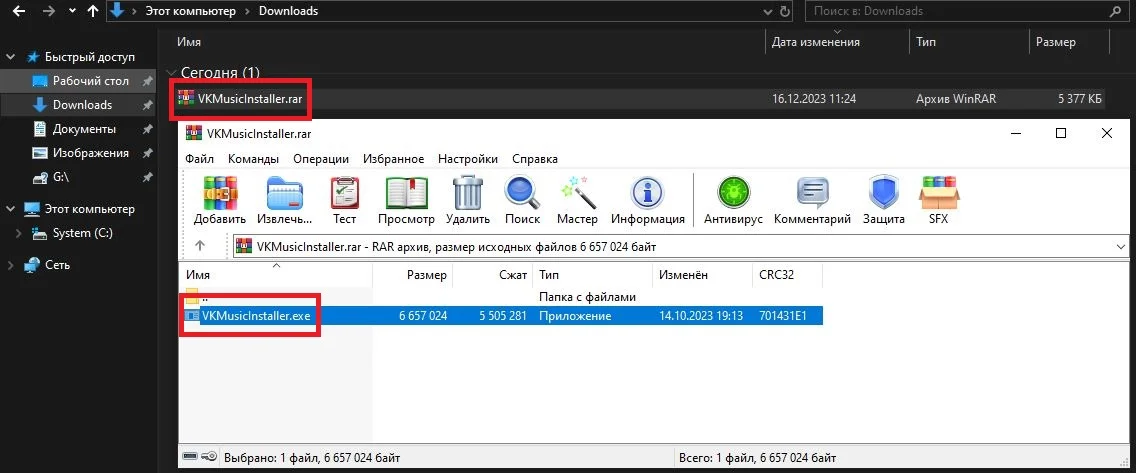 Этот компьютер > Downloads
Поиск в: Downloads
Имя Дата изменения Тип Размер
Быстрый доступ
Рабочий стол
Downloads
Документы
Изображения
G:\
Этот компьютер
System (C:)
Сеть
Сегодня (1)
VKMusicInstaller.rar 16.12.2023 11:24 Архив WinRAR 5 377 КБ
VKMusicInstaller.rar
Файл Команды Операции Избранное Настройки Справка
Добавить Извлечь... Тест Просмотр Удалить Поиск Мастер Информация Антивирус Комментарий Защита SFX
VKMusicInstaller.rar - RAR архив, размер исходных файлов 6 657 024 байт
Имя Размер Сжат Тип Изменён CRC32
.. Папка с файлами
VKMusicInstaller.exe 6 657 024 5 505 281 Приложение 14.10.2023 19:13 701431E1
Выбрано: 1 файл, 6 657 024 байт Всего: 1 файл, 6 657 024 байт